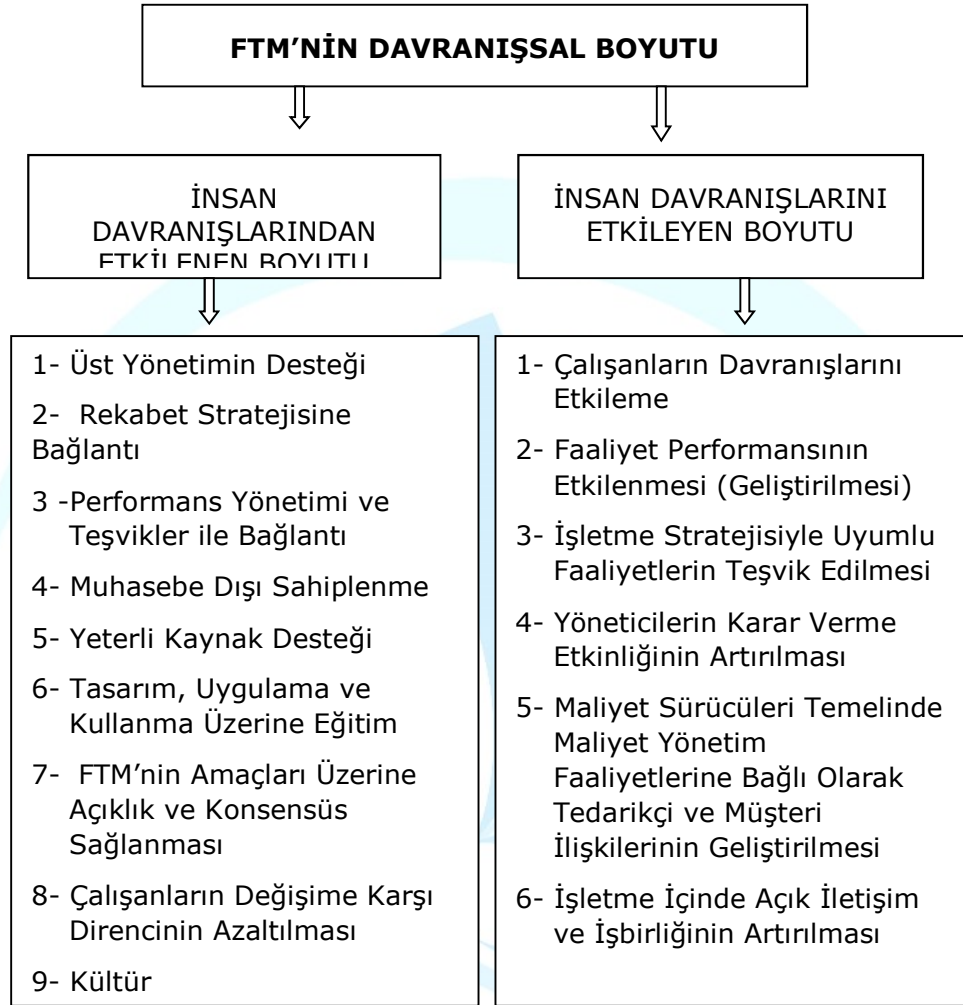 FTM’NİN DAVRANIŞSAL BOYUTU
İNSAN
DAVRANIŞLARINDAN
ETKİLENEN BOYUTU
İNSAN DAVRANIŞLARINI
ETKİLEYEN BOYUTU
1- Üst Yönetimin Desteği
2- Rekabet Stratejisine
Bağlantı
3 -Performans Yönetimi ve
Teşvikler ile Bağlantı
4- Muhasebe Dışı Sahiplenme
5- Yeterli Kaynak Desteği
6- Tasarım, Uygulama ve
Kullanma Üzerine Eğitim
7- FTM’nin Amaçları Üzerine
Açıklık ve Konsensüs
Sağlanması
8- Çalışanların Değişime Karşı
Direncinin Azaltılması
9- Kültür
1- Çalışanların Davranışlarını
Etkileme
2- Faaliyet Performansının
Etkilenmesi (Geliştirilmesi)
3- İşletme Stratejisiyle Uyumlu
Faaliyetlerin Teşvik Edilmesi
4- Yöneticilerin Karar Verme
Etkinliğinin Artırılması
5- Maliyet Sürücüleri Temelinde
Maliyet Yönetim
Faaliyetlerine Bağlı Olarak
Tedarikçi ve Müşteri
İlişkilerinin Geliştirilmesi
6- İşletme İçinde Açık İletişim
ve İşbirliğinin Artırılması